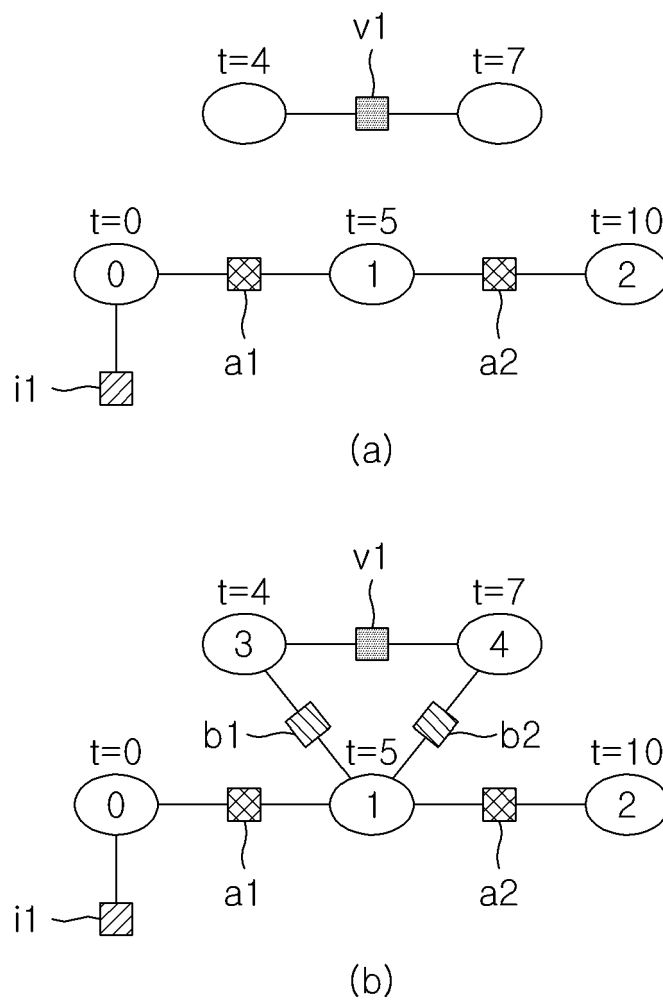 v1
t=4 t=7
t=0 t=5 t=10
0 1 2
a1 a2
i1
(a)
v1
t=4 t=7
3 4
b1 b2
t=0 t=5 t=10
0 1 2
a1 a2
i1
(b)